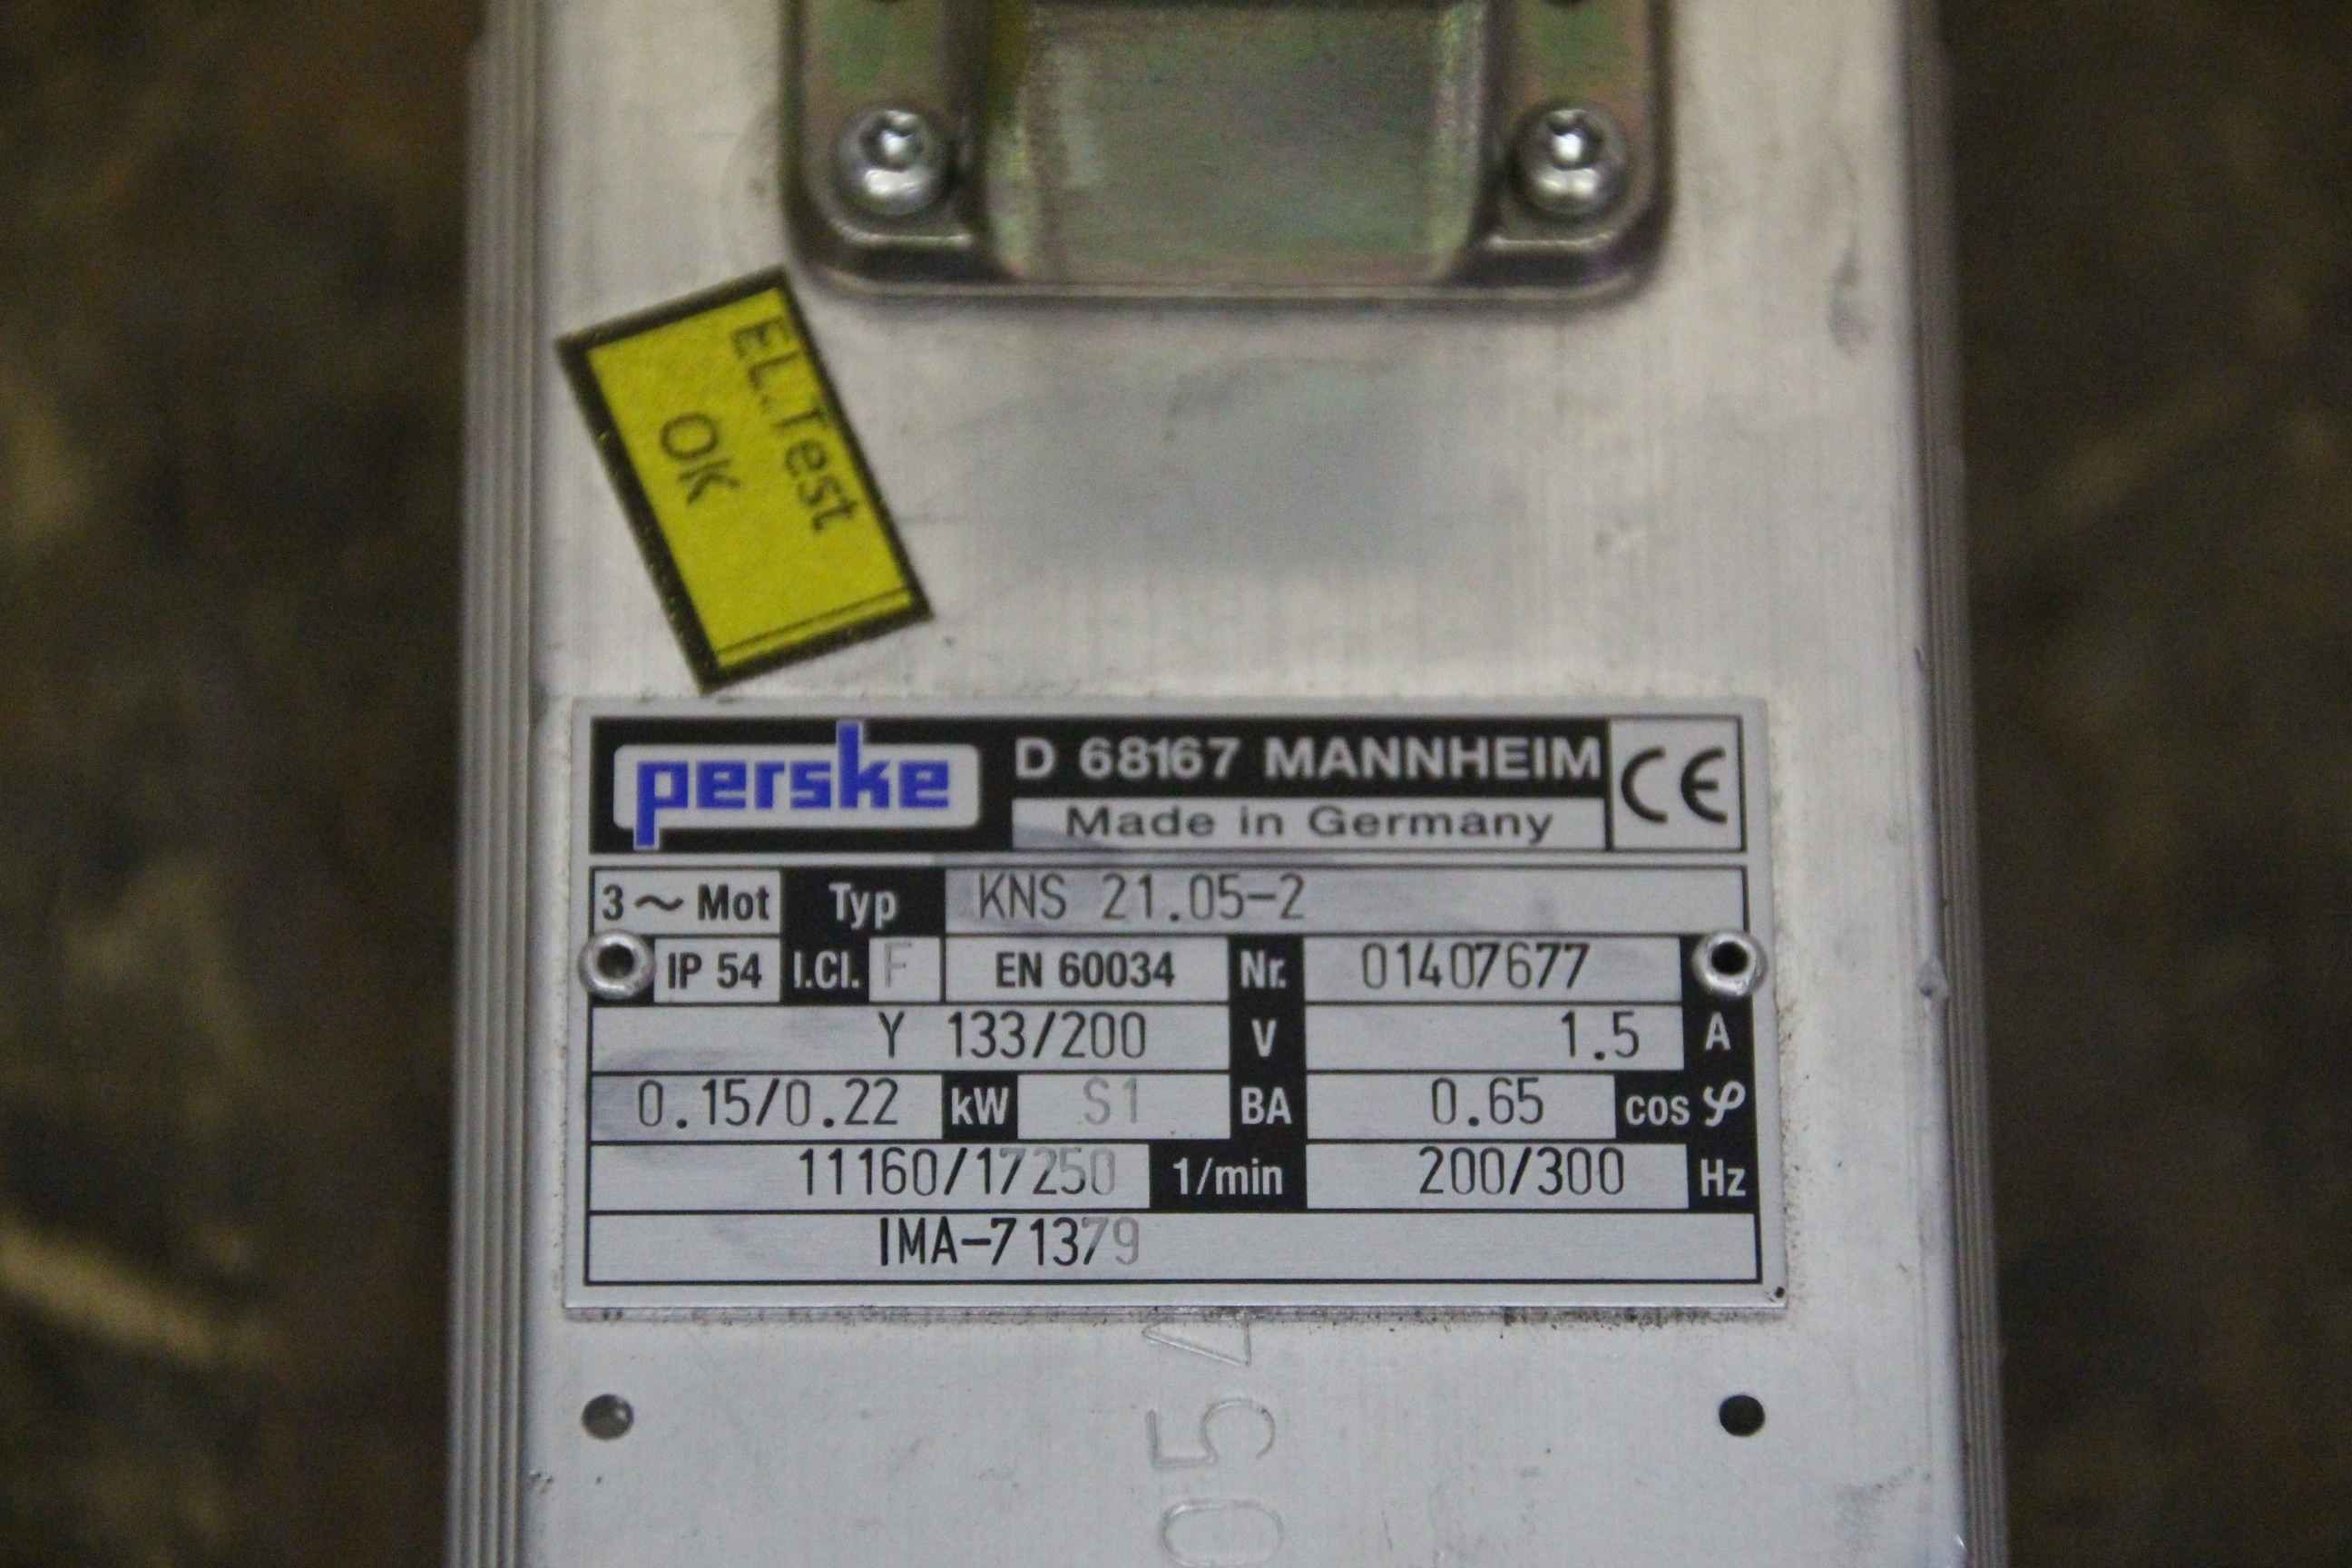 EL.Test
OK
perske
D 68167 MANNHEIM
Made in Germany
CE
3 ~ Mot Typ KNS 21.05-2
IP 54 I.Cl. F EN 60034 Nr. 01407677
Y 133/200 V 1.5 A
0.15/0.22 kW S1 BA 0.65 cos φ
11160/17250 1/min 200/300 Hz
IMA-71379
054